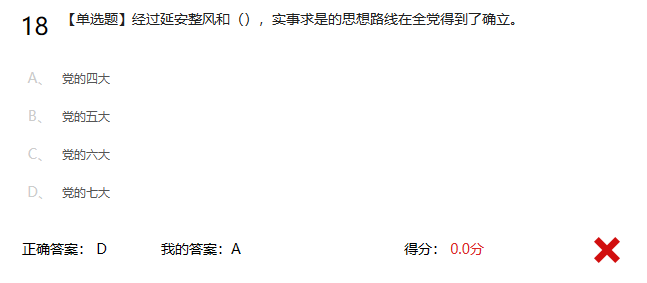 18 【单选题】经过延安整风和（），实事求是的思想路线在全党得到了确立。
A、 党的四大
B、 党的五大
C、 党的六大
D、 党的七大
正确答案： D 我的答案：A 得分： 0.0分